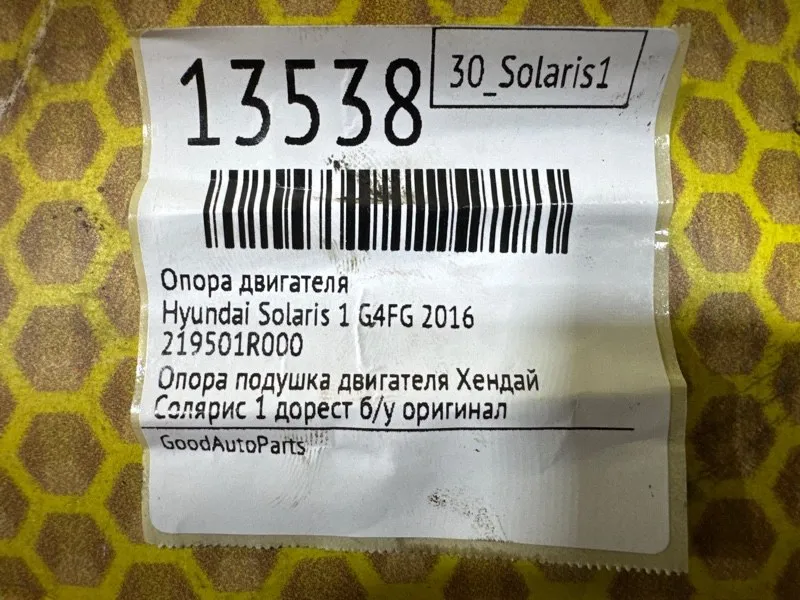 13538
30_Solaris1
Опора двигателя
Hyundai Solaris 1 G4FG 2016
219501R000
Опора подушка двигателя Хендай
Солярис 1 дорест б/у оригинал
GoodAutoParts